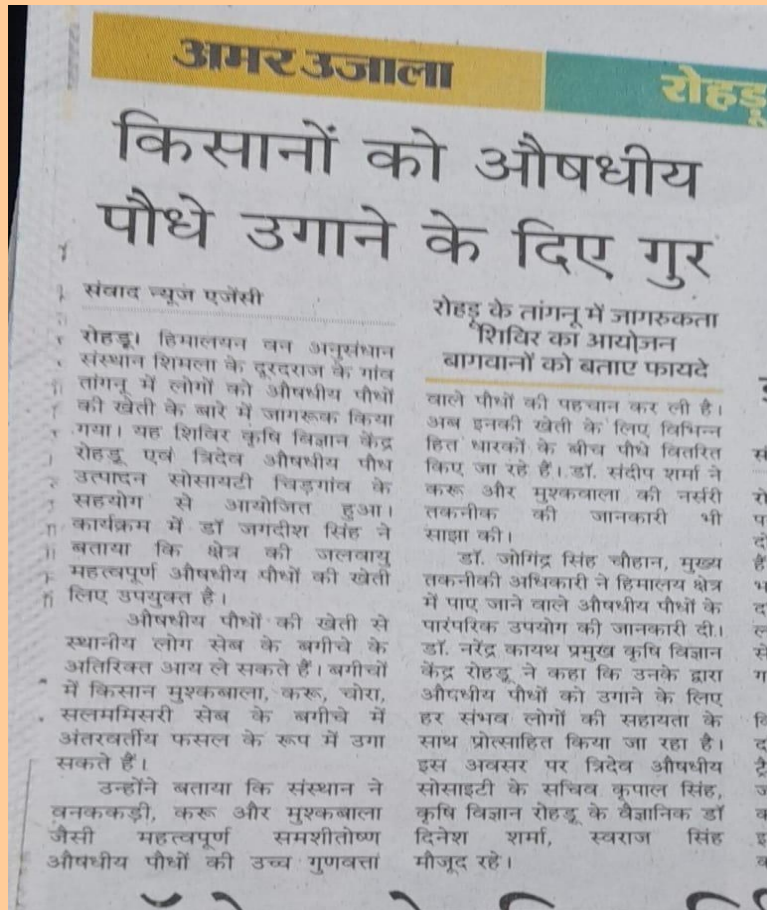 अमर उजाला
रोहड़ू
किसानों को औषधीय
पौधे उगाने के दिए गुर
संवाद न्यूज एजेंसी
रोहड़ू। हिमालयन वन अनुसंधान
संस्थान शिमला के दूरदराज के गांव
तांगनू में लोगों को औषधीय पौधों
की खेती के बारे में जागरूक किया
गया। यह शिविर कृषि विज्ञान केंद्र
रोहड़ू एवं त्रिदेव औषधीय पौध
उत्पादन सोसायटी चिड़गांव के
सहयोग से आयोजित हुआ।
कार्यक्रम में डॉ जगदीश सिंह ने
बताया कि क्षेत्र की जलवायु
महत्वपूर्ण औषधीय पौधों की खेती
लिए उपयुक्त है।
औषधीय पौधों की खेती से
स्थानीय लोग सेब के बगीचे के
अतिरिक्त आय ले सकते हैं। बगीचों
में किसान मुश्कबाला, करू, चोरा,
सलममिसरी सेब के बगीचे में
अंतरवर्तीय फसल के रूप में उगा
सकते हैं।
उन्होंने बताया कि संस्थान ने
वनककड़ी, करू और मुश्कबाला
जैसी महत्वपूर्ण समशीतोष्ण
औषधीय पौधों की उच्च गुणवत्ता
रोहड़ू के तांगनू में जागरुकता
शिविर का आयोजन
बागवानों को बताए फायदे
वाले पौधों की पहचान कर ली है।
अब इनकी खेती के लिए विभिन्न
हित धारकों के बीच पौधे वितरित
किए जा रहे हैं। डॉ. संदीप शर्मा ने
करू और मुश्कवाला की नर्सरी
तकनीक की जानकारी भी
साझा की।
डॉ. जोगिंद्र सिंह चौहान, मुख्य
तकनीकी अधिकारी ने हिमालय क्षेत्र
में पाए जाने वाले औषधीय पौधों के
पारंपरिक उपयोग की जानकारी दी।
डॉ. नरेंद्र कायथ प्रमुख कृषि विज्ञान
केंद्र रोहड़ू ने कहा कि उनके द्वारा
औषधीय पौधों को उगाने के लिए
हर संभव लोगों की सहायता के
साथ प्रोत्साहित किया जा रहा है।
इस अवसर पर त्रिदेव औषधीय
सोसाइटी के सचिव कृपाल सिंह,
कृषि विज्ञान रोहड़ू के वैज्ञानिक डॉ
दिनेश शर्मा, स्वराज सिंह
मौजूद रहे।